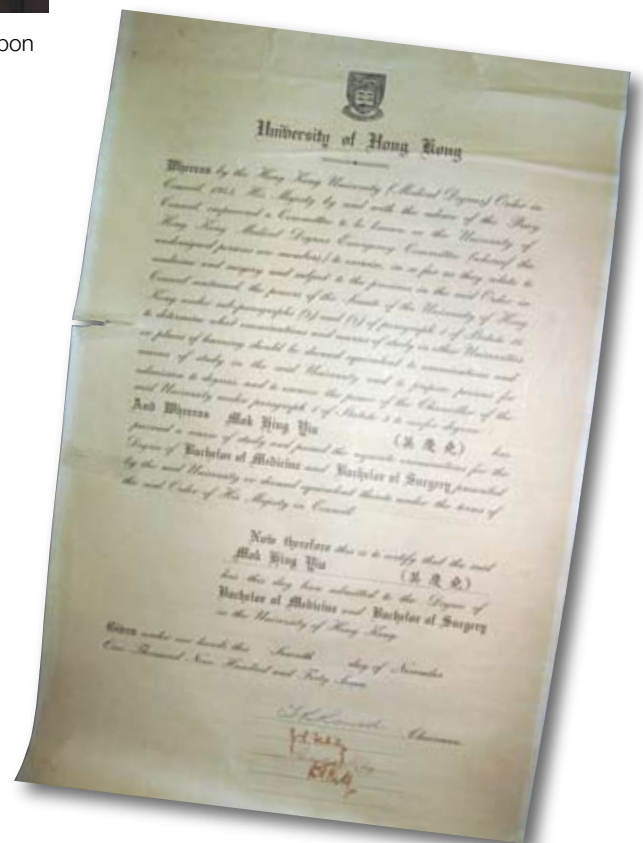 pon
University of Hong Kong
Whereas by the Hong Kong University (Medical Degrees) Order in
Council, His Majesty by and with the advice of the Privy
Council empowered a Committee to be known as the University of
Hong Kong Medical Degrees Emergency Committee (whereof the
undersigned persons are members) to exercise, in so far as they relate to
medicine and surgery and subject to the provisions in the said Order in
Council contained, the powers of the Senate of the University of Hong
Kong under sub-paragraphs and of paragraph of Statute
to determine what examinations and courses of study in other Universities
or places of learning should be deemed equivalent to examinations and
courses of study in the said University and to propose persons for
admission to degrees, and to exercise the power of the Chancellor of the
said University under paragraph of Statute to confer degrees
And Whereas Mok Hing Yiu has
pursued a course of study and passed the requisite examinations for the
Degree of Bachelor of Medicine and Bachelor of Surgery presented
by the said University or deemed equivalent thereto under the terms of
the said Order of His Majesty in Council
Now therefore this is to certify that the said
Mok Hing Yiu
has this day been admitted to the Degree of
Bachelor of Medicine and Bachelor of Surgery
in the University of Hong Kong
Given under our hands this day of November
One Thousand Nine Hundred and Forty
Chairman